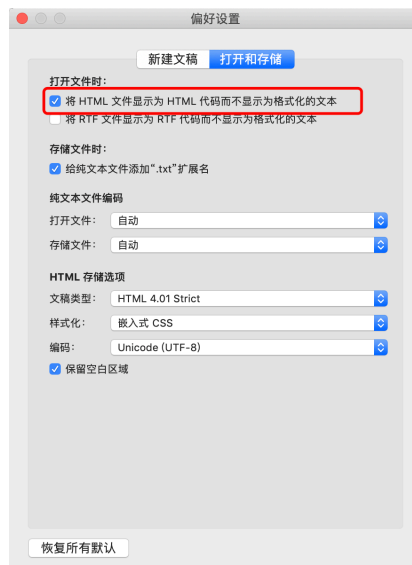 偏好设置
新建文稿 打开和存储
打开文件时:
将 HTML 文件显示为 HTML 代码而不显示为格式化的文本
将 RTF 文件显示为 RTF 代码而不显示为格式化的文本
存储文件时:
给纯文本文件添加“.txt”扩展名
纯文本文件编码
打开文件: 自动
存储文件: 自动
HTML 存储选项
文稿类型: HTML 4.01 Strict
样式化: 嵌入式 CSS
编码: Unicode (UTF-8)
保留空白区域
恢复所有默认